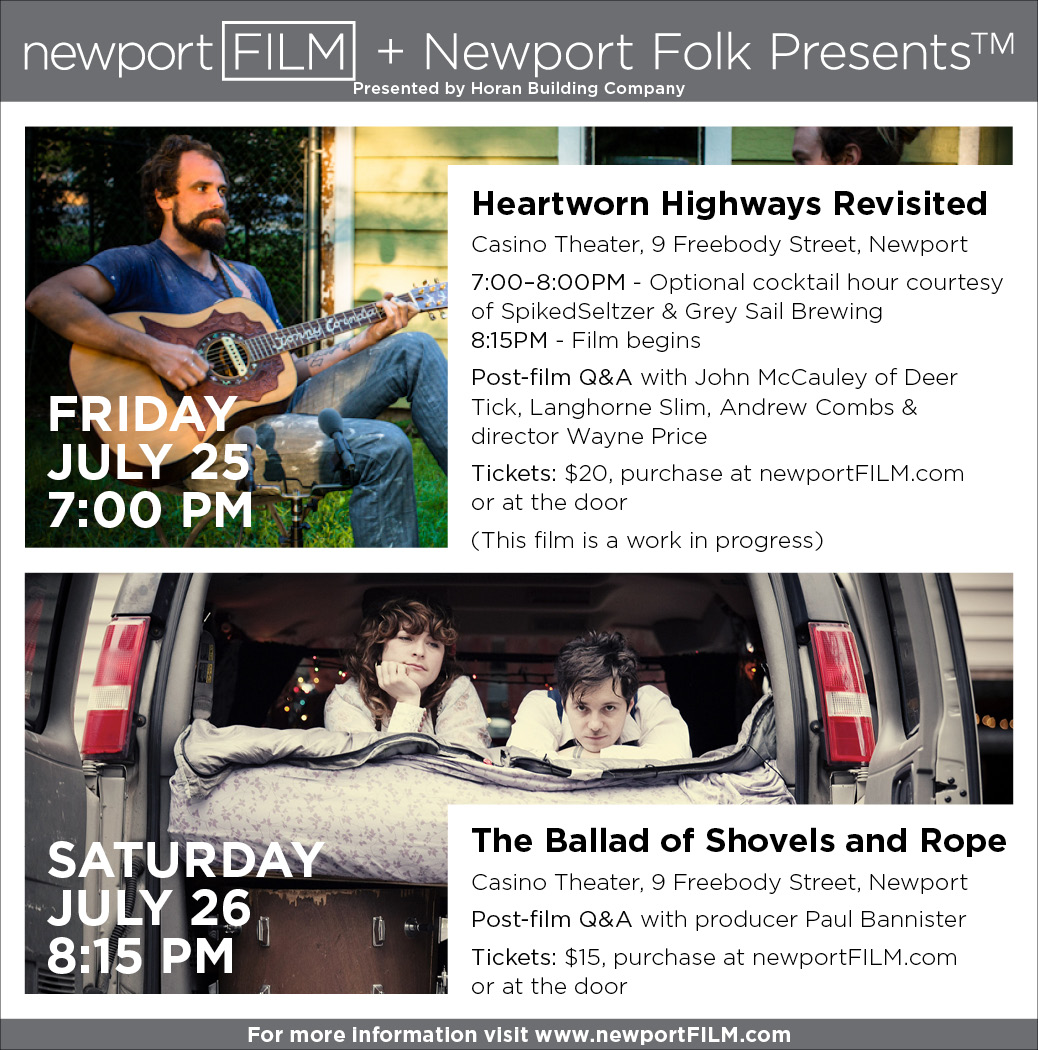 newport FILM + Newport Folk Presents™
Presented by Horan Building Company
FRIDAY
JULY 25
7:00 PM
Heartworn Highways Revisited
Casino Theater, 9 Freebody Street, Newport
7:00–8:00PM - Optional cocktail hour courtesy
of SpikedSeltzer & Grey Sail Brewing
8:15PM - Film begins
Post-film Q&A with John McCauley of Deer
Tick, Langhorne Slim, Andrew Combs &
director Wayne Price
Tickets: $20, purchase at newportFILM.com
or at the door
(This film is a work in progress)
SATURDAY
JULY 26
8:15 PM
The Ballad of Shovels and Rope
Casino Theater, 9 Freebody Street, Newport
Post-film Q&A with producer Paul Bannister
Tickets: $15, purchase at newportFILM.com
or at the door
For more information visit www.newportFILM.com